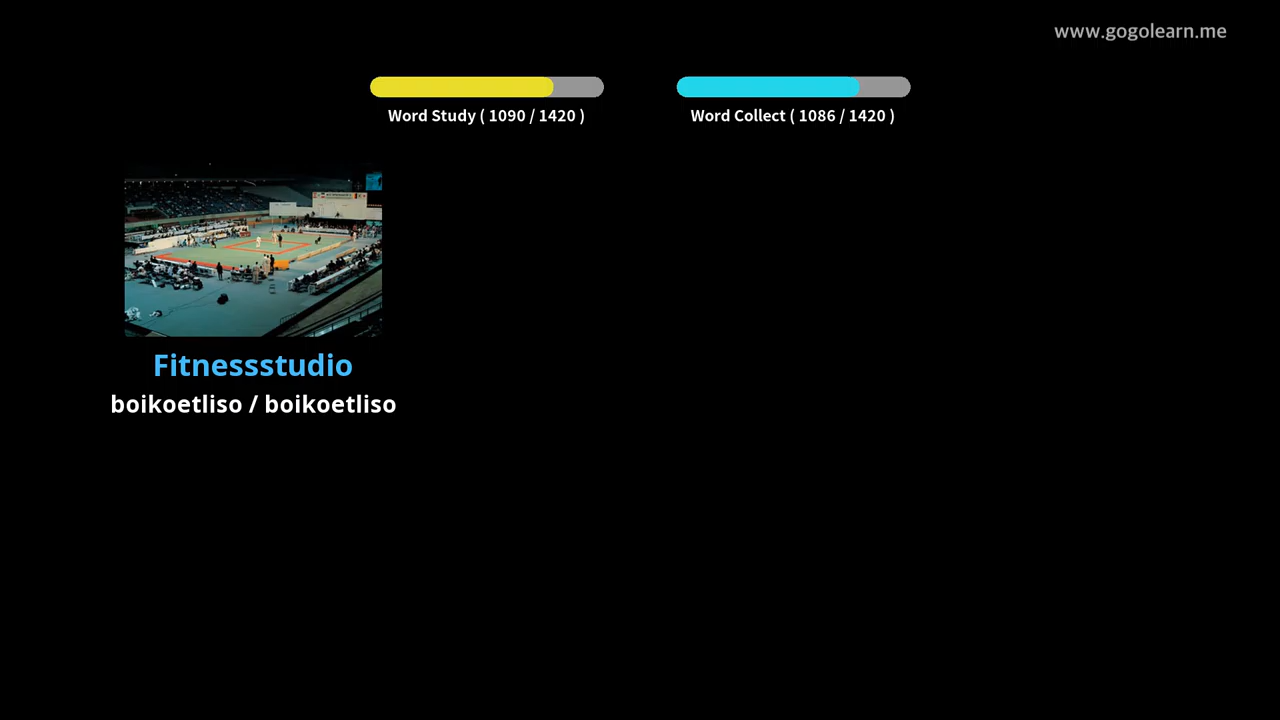 www.gogolearn.me
Word Study ( 1090 / 1420 )
Word Collect ( 1086 / 1420 )
Fitnessstudio
boikoetliso / boikoetliso